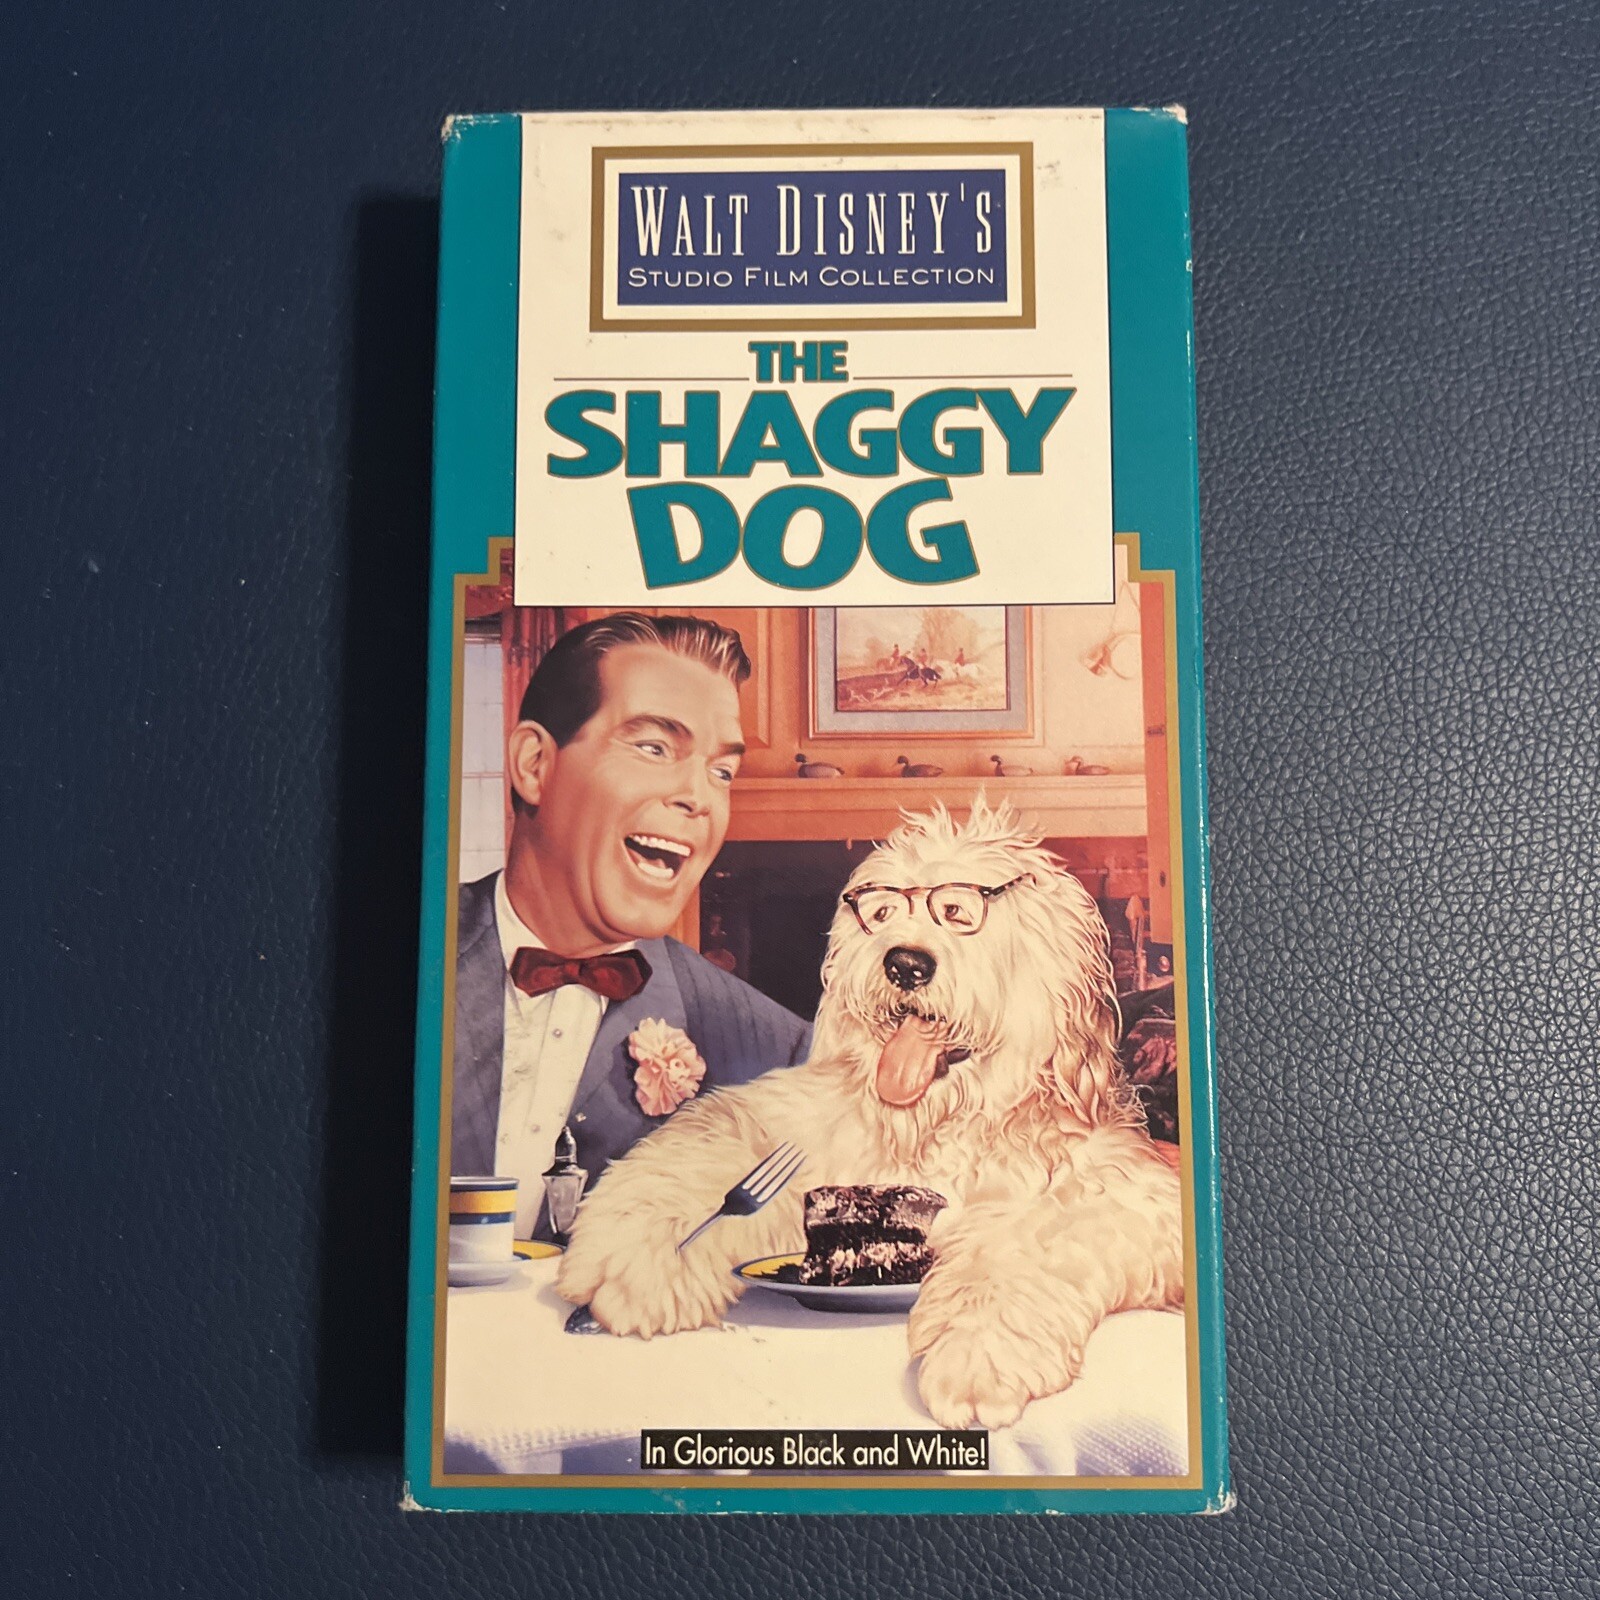 WALT DISNEY'S
STUDIO FILM COLLECTION
THE
SHAGGY
DOG
In Glorious Black and White!